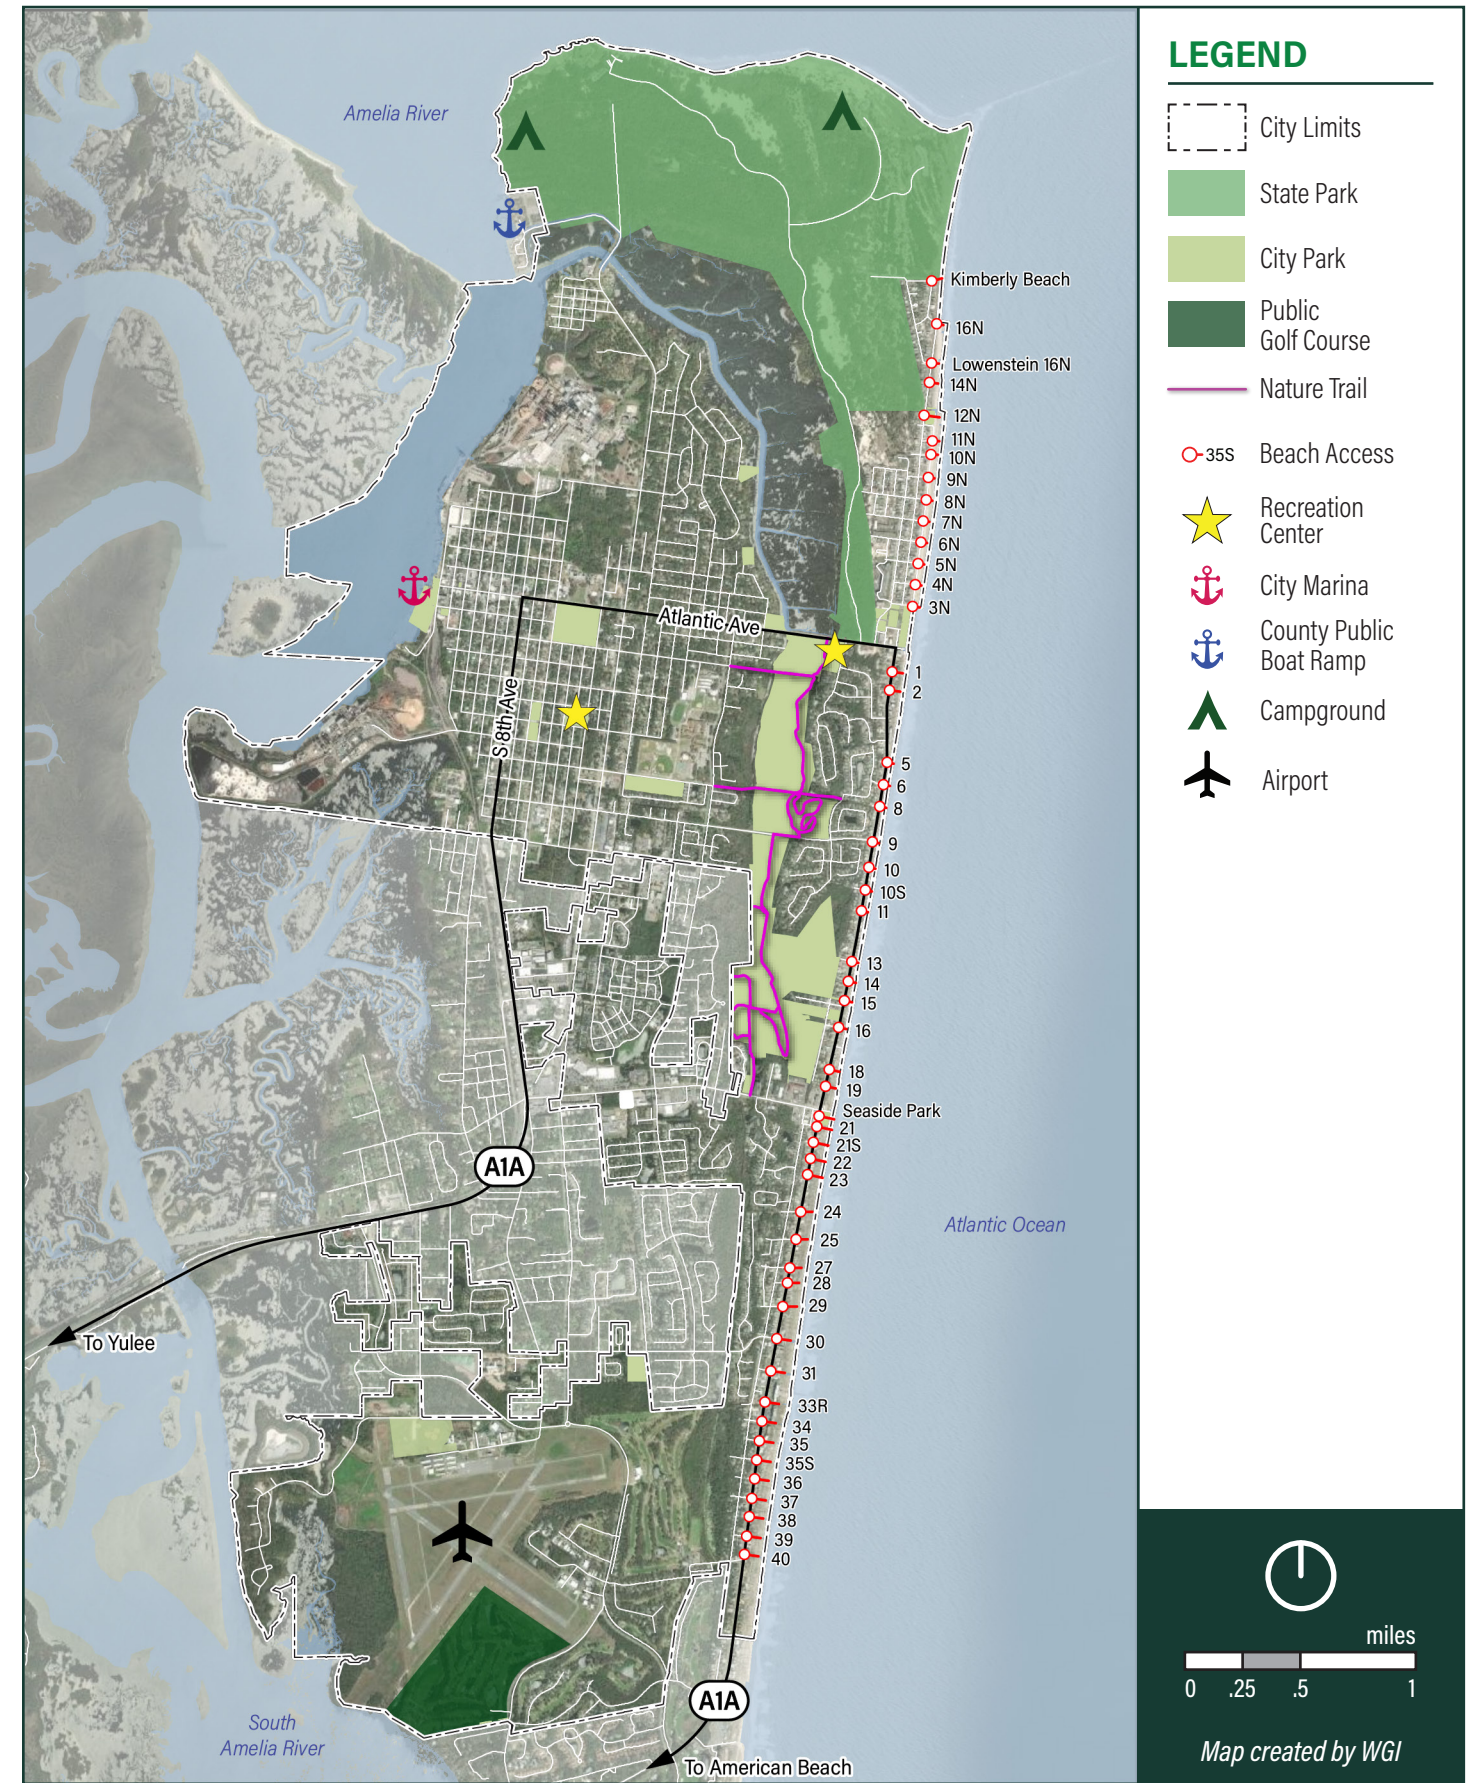 LEGEND
City Limits
State Park
City Park
Public
Golf Course
Nature Trail
35S Beach Access
Recreation
Center
City Marina
County Public
Boat Ramp
Campground
Airport
miles
0 .25 .5 1
Map created by WGI
Amelia River
Kimberly Beach
16N
Lowenstein 16N
14N
12N
11N
10N
9N
8N
7N
6N
5N
4N
3N
Atlantic Ave
S 8th Ave
1
2
5
6
8
9
10
10S
11
13
14
15
16
18
19
Seaside Park
21
21S
22
23
A1A
24
Atlantic Ocean
25
27
28
29
To Yulee
30
31
33R
34
35
35S
36
37
38
39
40
A1A
South
Amelia River
To American Beach